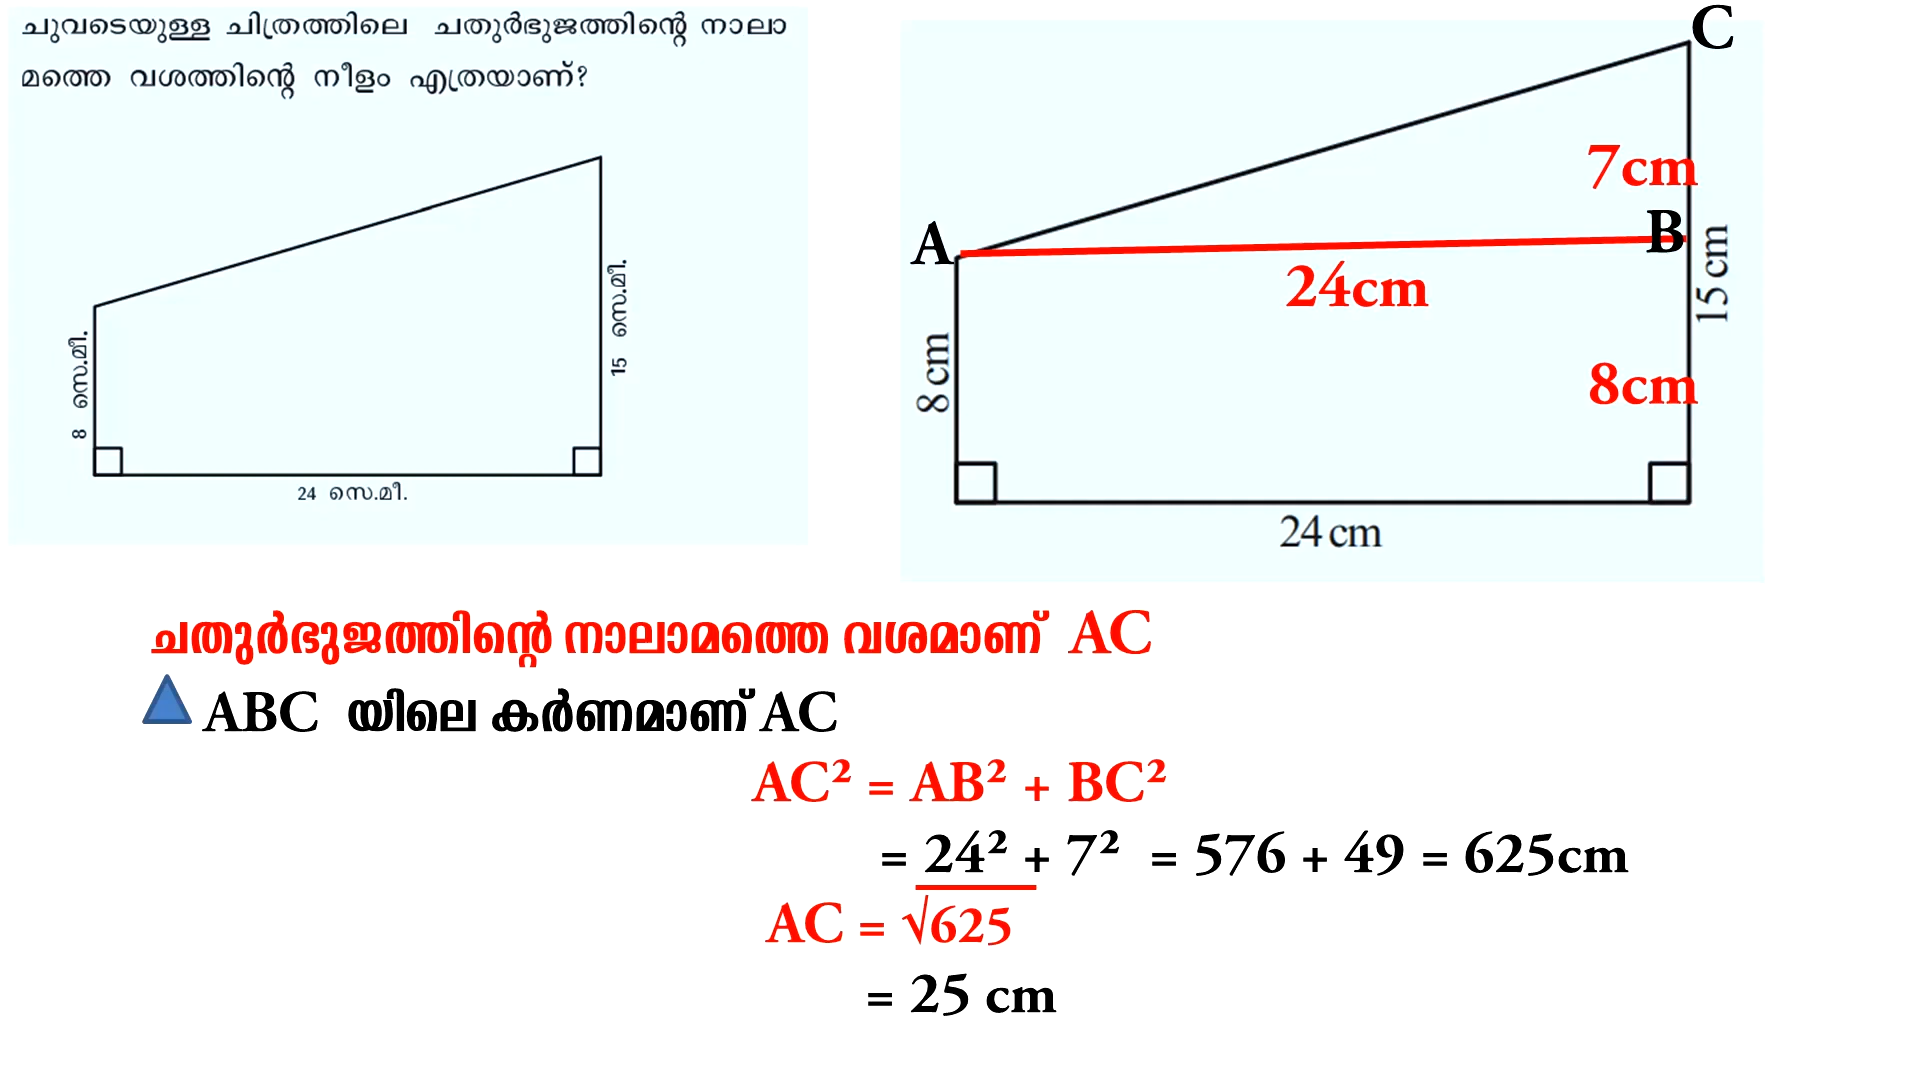 ചുവടെയുള്ള ചിത്രത്തിലെ ചതുർഭുജത്തിന്റെ നാലാ
മത്തെ വശത്തിന്റെ നീളം എത്രയാണ്?
8 സെ.മീ.
15 സെ.മീ.
24 സെ.മീ.
C
7cm
A
B
24cm
15 cm
8 cm
8cm
24 cm
ചതുർഭുജത്തിന്റെ നാലാമത്തെ വശമാണ് AC
ABC യിലെ കർണമാണ് AC
AC² = AB² + BC²
= 24² + 7² = 576 + 49 = 625cm
AC = √625
= 25 cm